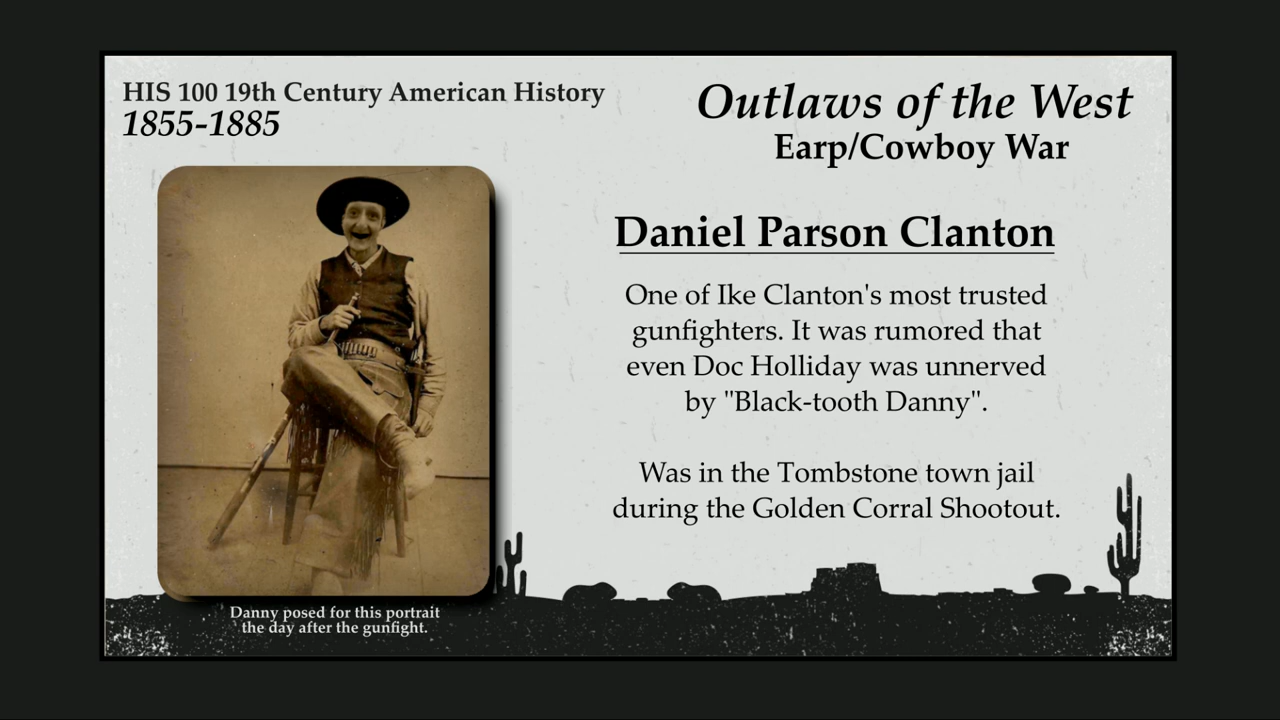 HIS 100 19th Century American History
1855-1885
Outlaws of the West
Earp/Cowboy War
Daniel Parson Clanton
One of Ike Clanton's most trusted
gunfighters. It was rumored that
even Doc Holliday was unnerved
by "Black-tooth Danny".
Was in the Tombstone town jail
during the Golden Corral Shootout.
Danny posed for this portrait
the day after the gunfight.